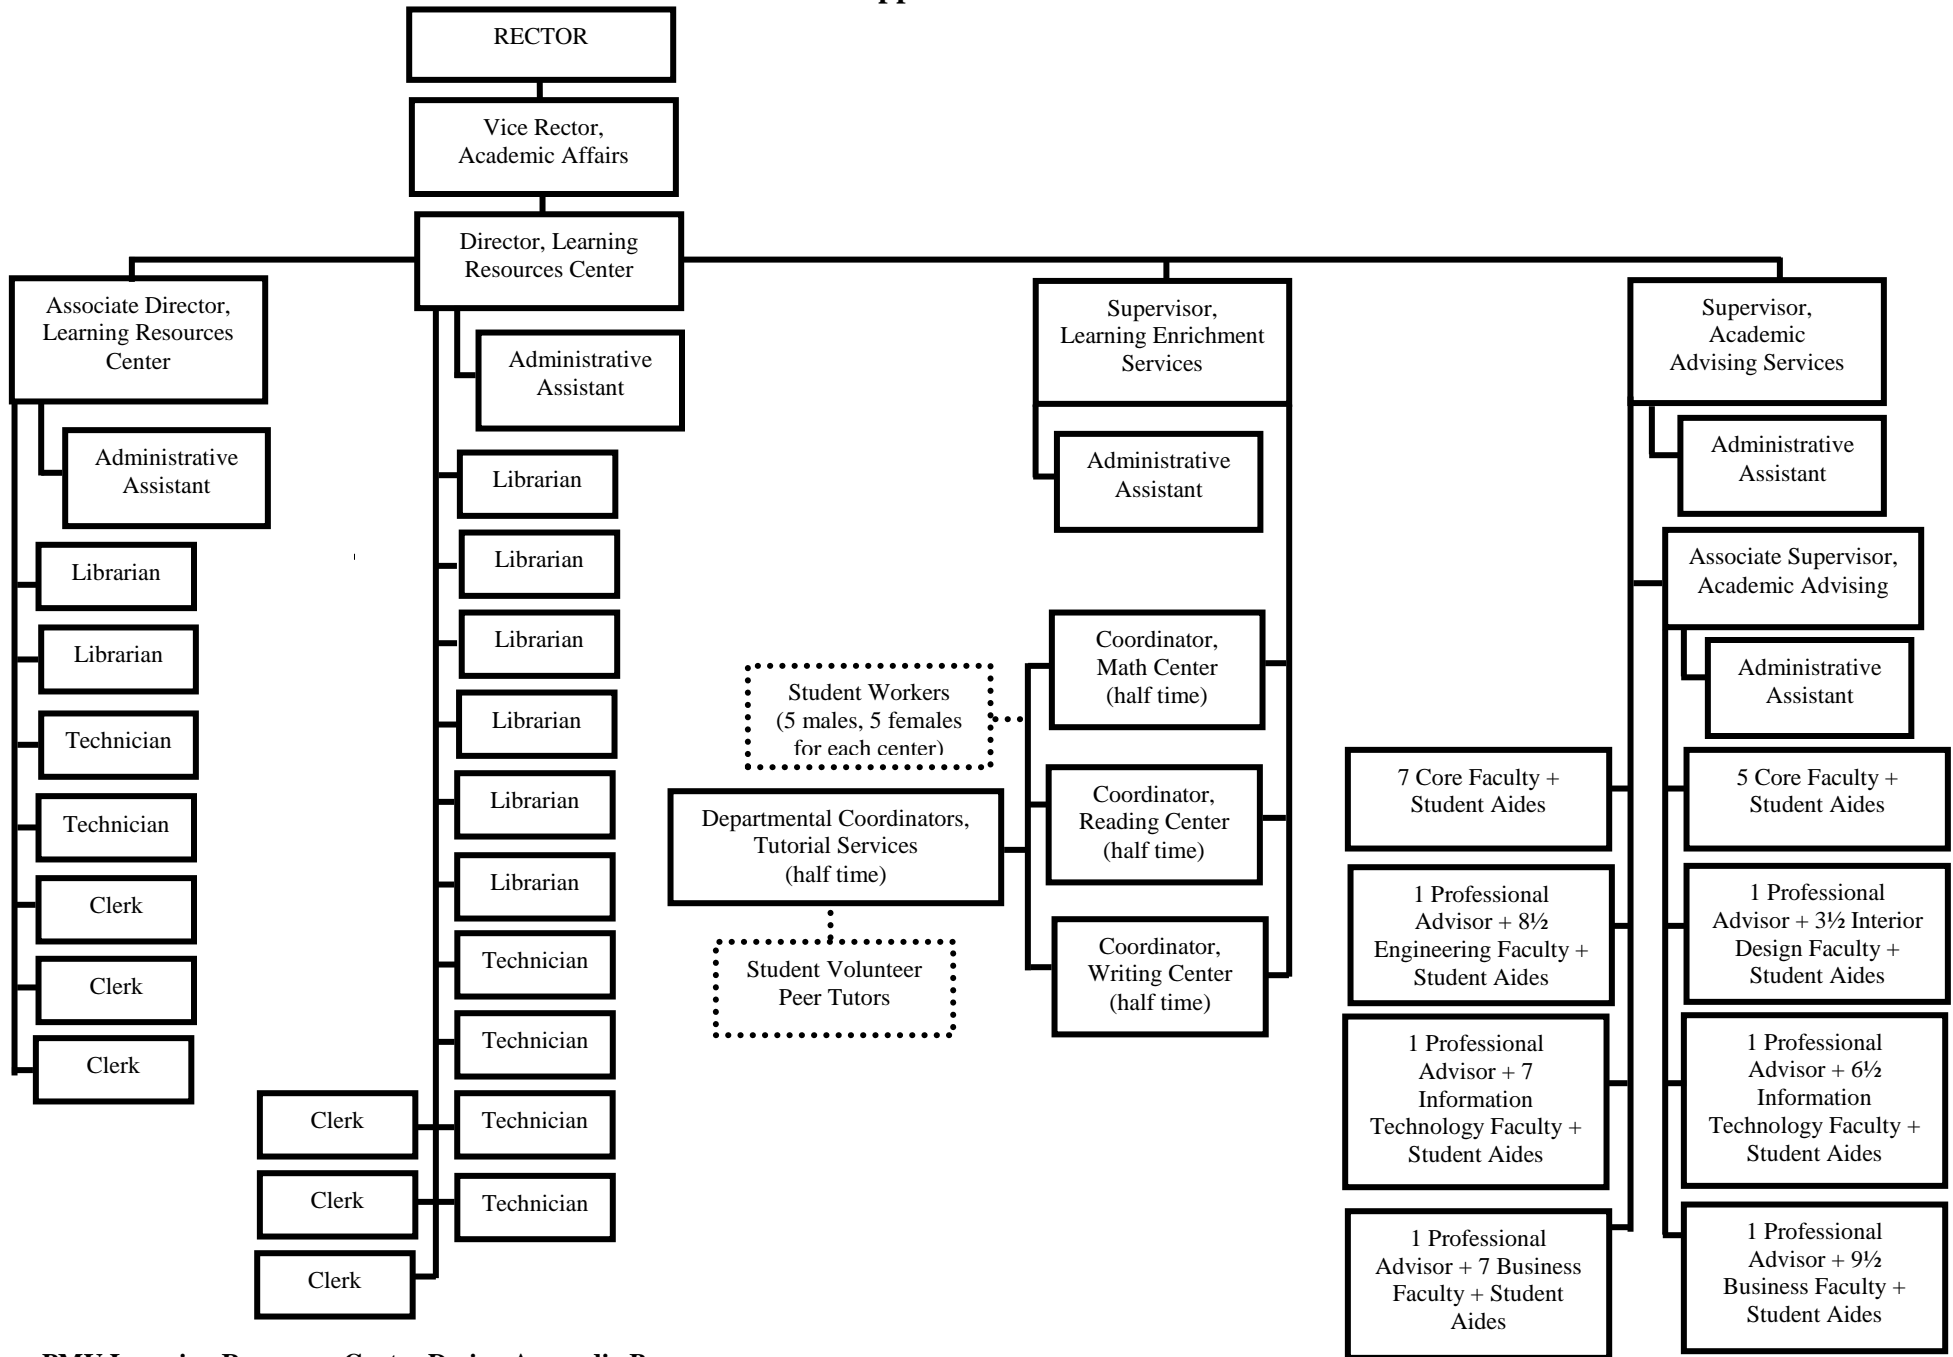 RECTOR
Vice Rector,
Academic Affairs
Director, Learning
Resources Center
Administrative
Assistant
Associate Director,
Learning Resources
Center
Administrative
Assistant
Librarian
Librarian
Technician
Technician
Clerk
Clerk
Clerk
Librarian
Librarian
Librarian
Librarian
Librarian
Librarian
Technician
Technician
Technician
Technician
Clerk
Clerk
Clerk
Supervisor,
Learning Enrichment
Services
Administrative
Assistant
Coordinator,
Math Center
(half time)
Coordinator,
Reading Center
(half time)
Coordinator,
Writing Center
(half time)
Student Workers
(5 males, 5 females
for each center)
Departmental Coordinators,
Tutorial Services
(half time)
Student Volunteer
Peer Tutors
Supervisor,
Academic
Advising Services
Administrative
Assistant
Associate Supervisor,
Academic Advising
Administrative
Assistant
7 Core Faculty +
Student Aides
1 Professional
Advisor + 8½
Engineering Faculty +
Student Aides
1 Professional
Advisor + 7
Information
Technology Faculty +
Student Aides
1 Professional
Advisor + 7 Business
Faculty + Student
Aides
5 Core Faculty +
Student Aides
1 Professional
Advisor + 3½ Interior
Design Faculty +
Student Aides
1 Professional
Advisor + 6½
Information
Technology Faculty +
Student Aides
1 Professional
Advisor + 9½
Business Faculty +
Student Aides